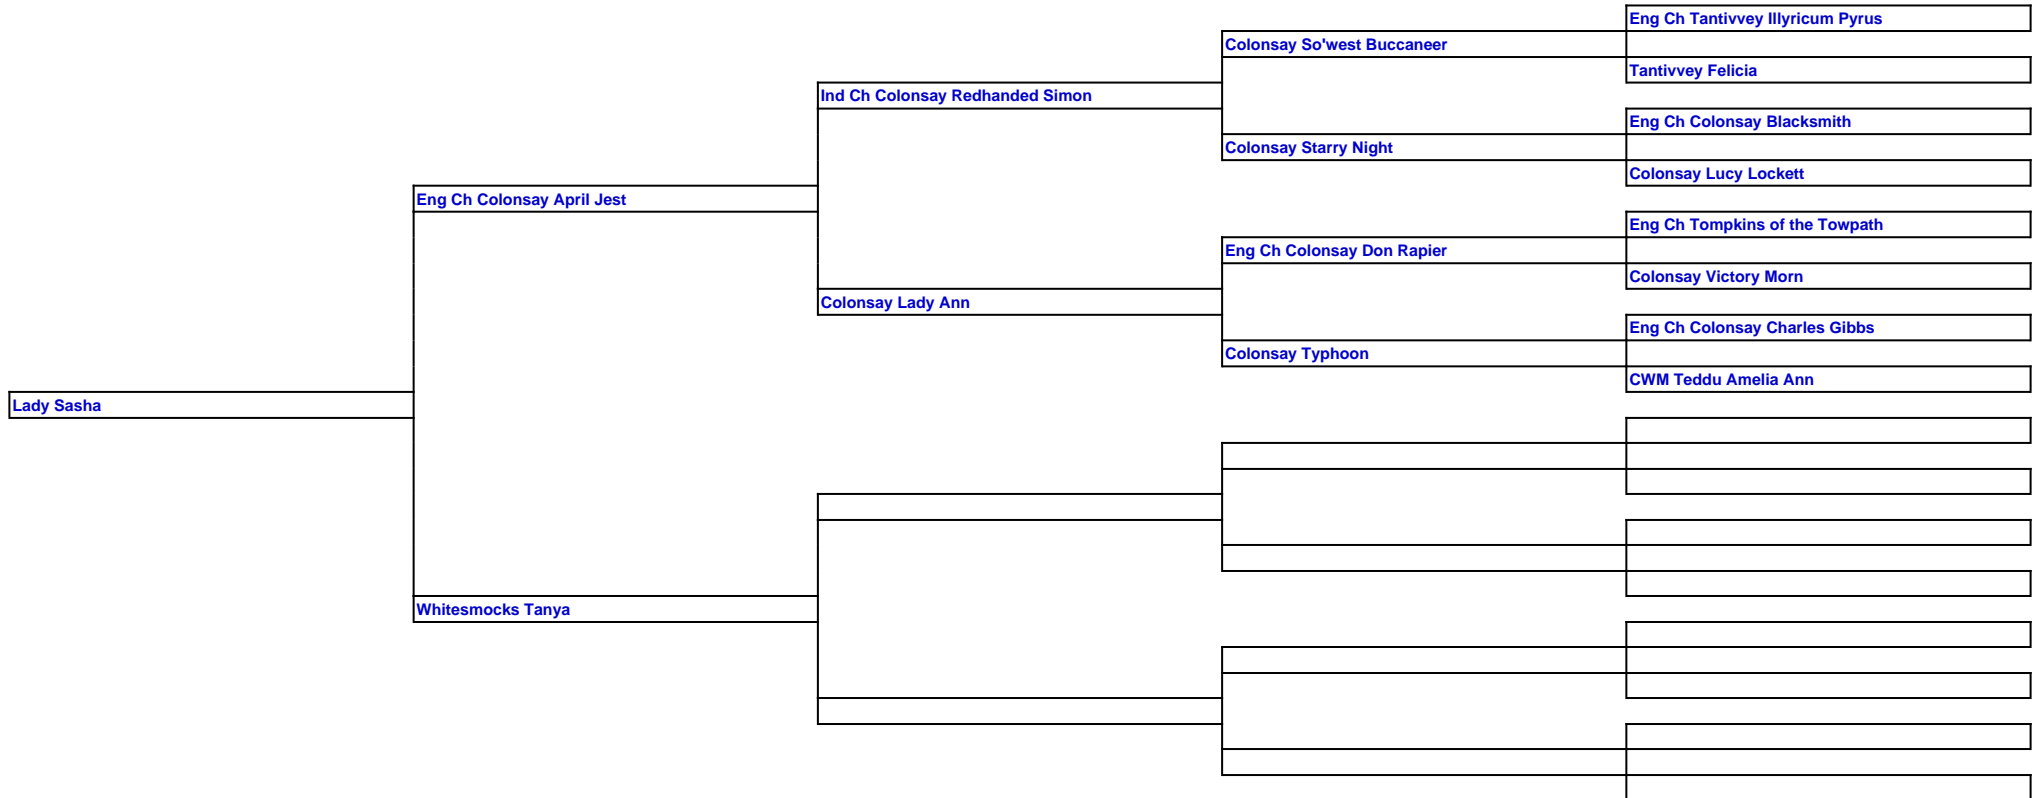 Eng Ch Tantivvey Illyricum Pyrus
Colonsay So'west Buccaneer
Tantivvey Felicia
Ind Ch Colonsay Redhanded Simon
Eng Ch Colonsay Blacksmith
Colonsay Starry Night
Colonsay Lucy Lockett
Eng Ch Colonsay April Jest
Eng Ch Tompkins of the Towpath
Eng Ch Colonsay Don Rapier
Colonsay Victory Morn
Colonsay Lady Ann
Eng Ch Colonsay Charles Gibbs
Colonsay Typhoon
CWM Teddu Amelia Ann
Lady Sasha
Whitesmocks Tanya